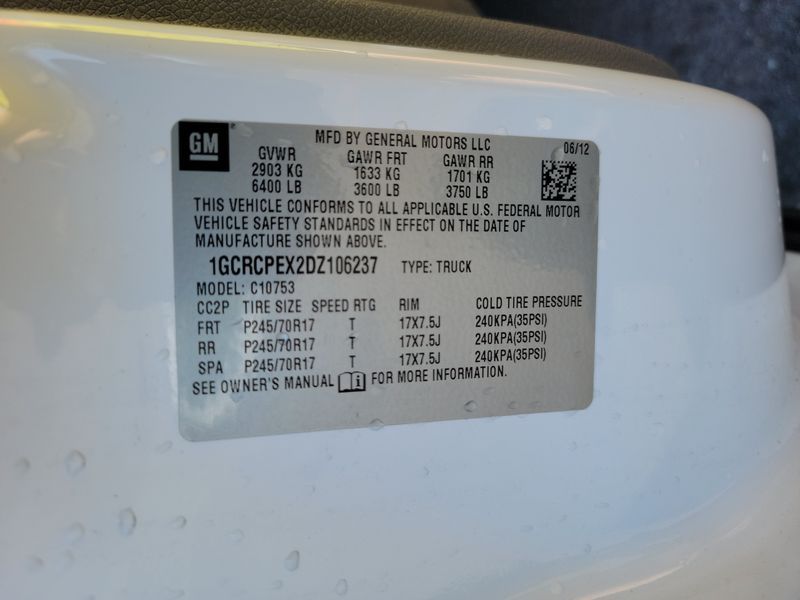 GM
MFD BY GENERAL MOTORS LLC 06/12
GVWR GAWR FRT GAWR RR
2903 KG 1633 KG 1701 KG
6400 LB 3600 LB 3750 LB
THIS VEHICLE CONFORMS TO ALL APPLICABLE U.S. FEDERAL MOTOR
VEHICLE SAFETY STANDARDS IN EFFECT ON THE DATE OF
MANUFACTURE SHOWN ABOVE.
1GCRCPEX2DZ106237 TYPE: TRUCK
MODEL: C10753
CC2P TIRE SIZE SPEED RTG RIM COLD TIRE PRESSURE
FRT P245/70R17 T 17X7.5J 240KPA(35PSI)
RR P245/70R17 T 17X7.5J 240KPA(35PSI)
SPA P245/70R17 T 17X7.5J 240KPA(35PSI)
SEE OWNER'S MANUAL FOR MORE INFORMATION.